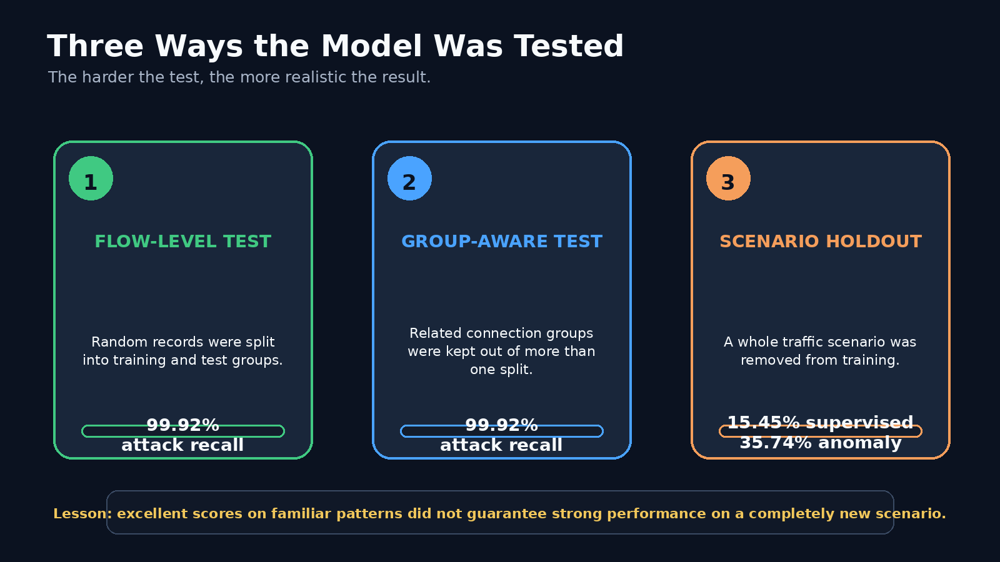 Three Ways the Model Was Tested
The harder the test, the more realistic the result.
1
FLOW-LEVEL TEST
Random records were split
into training and test groups.
99.92%
attack recall
2
GROUP-AWARE TEST
Related connection groups
were kept out of more than
one split.
99.92%
attack recall
3
SCENARIO HOLDOUT
A whole traffic scenario was
removed from training.
15.45% supervised
35.74% anomaly
Lesson: excellent scores on familiar patterns did not guarantee strong performance on a completely new scenario.